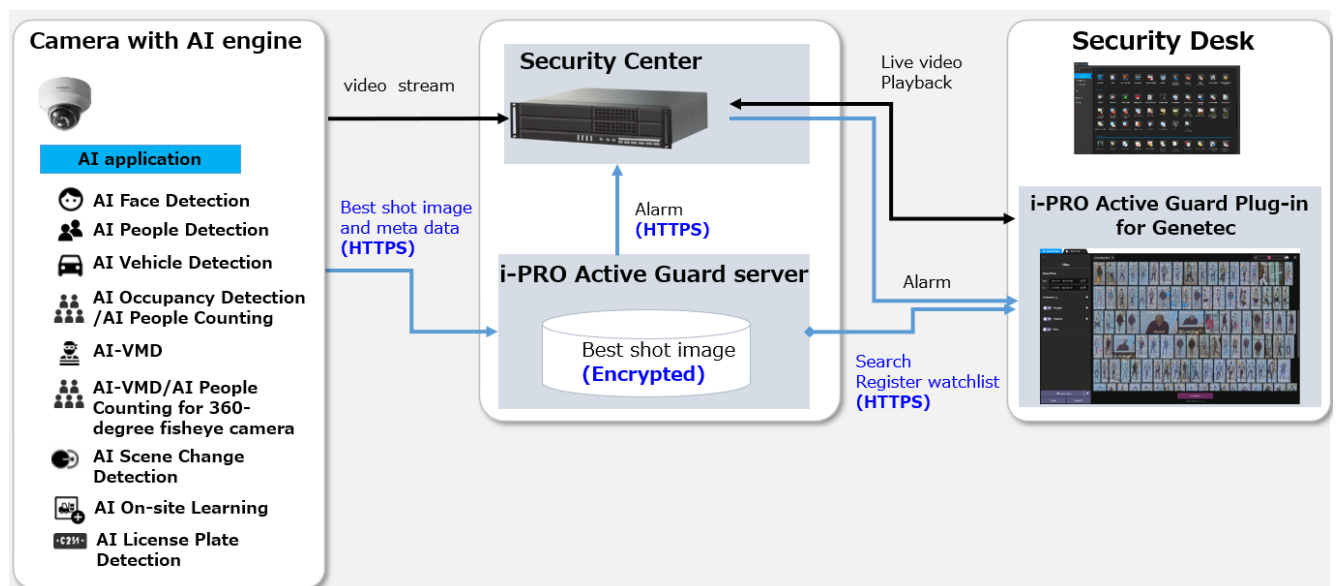 Camera with AI engine
AI application
AI Face Detection
AI People Detection
AI Vehicle Detection
AI Occupancy Detection
/AI People Counting
AI-VMD
AI-VMD/AI People
Counting for 360-
degree fisheye camera
AI Scene Change
Detection
AI On-site Learning
AI License Plate
Detection
video stream
Best shot image
and meta data
(HTTPS)
Security Center
Alarm
(HTTPS)
i-PRO Active Guard server
Best shot image
(Encrypted)
Live video
Playback
Alarm
Search
Register watchlist
(HTTPS)
Security Desk
i-PRO Active Guard Plug-in
for Genetec